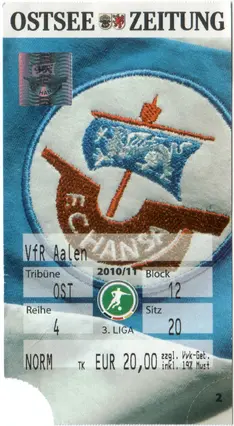 OSTSEE ZEITUNG
F.C. HANSA
VfR Aalen
Tribüne 2010/11 Block
OST 12
Reihe Sitz
4 3. LIGA 20
NORM TK EUR 20,00 zzgl. Vvk-Geb.
inkl. 19% Mwst
2